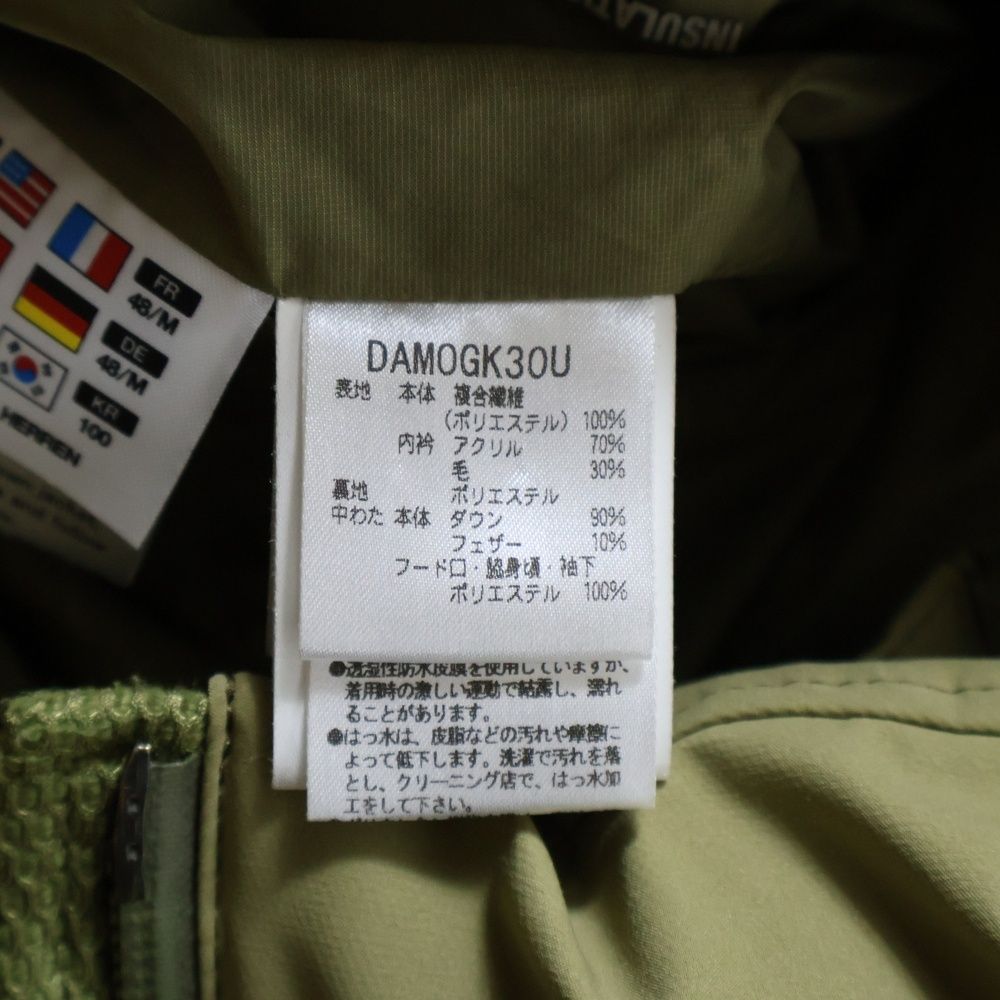 INSULATI
FR
48/M
DE
48/M
KR
100
HERREN
DAMOGK30U
表地 本体 複合繊維
(ポリエステル) 100%
内衿 アクリル 70%
毛 30%
裏地 ポリエステル
中わた 本体 ダウン 90%
フェザー 10%
フード口・脇身頃・袖下
ポリエステル 100%
●透湿性防水皮膜を使用していますが、
着用時の激しい運動で結露し、濡れ
ることがあります。
●はっ水は、皮脂などの汚れや摩擦に
よって低下します。洗濯で汚れを落
とし、クリーニング店で、はっ水加
工をして下さい。